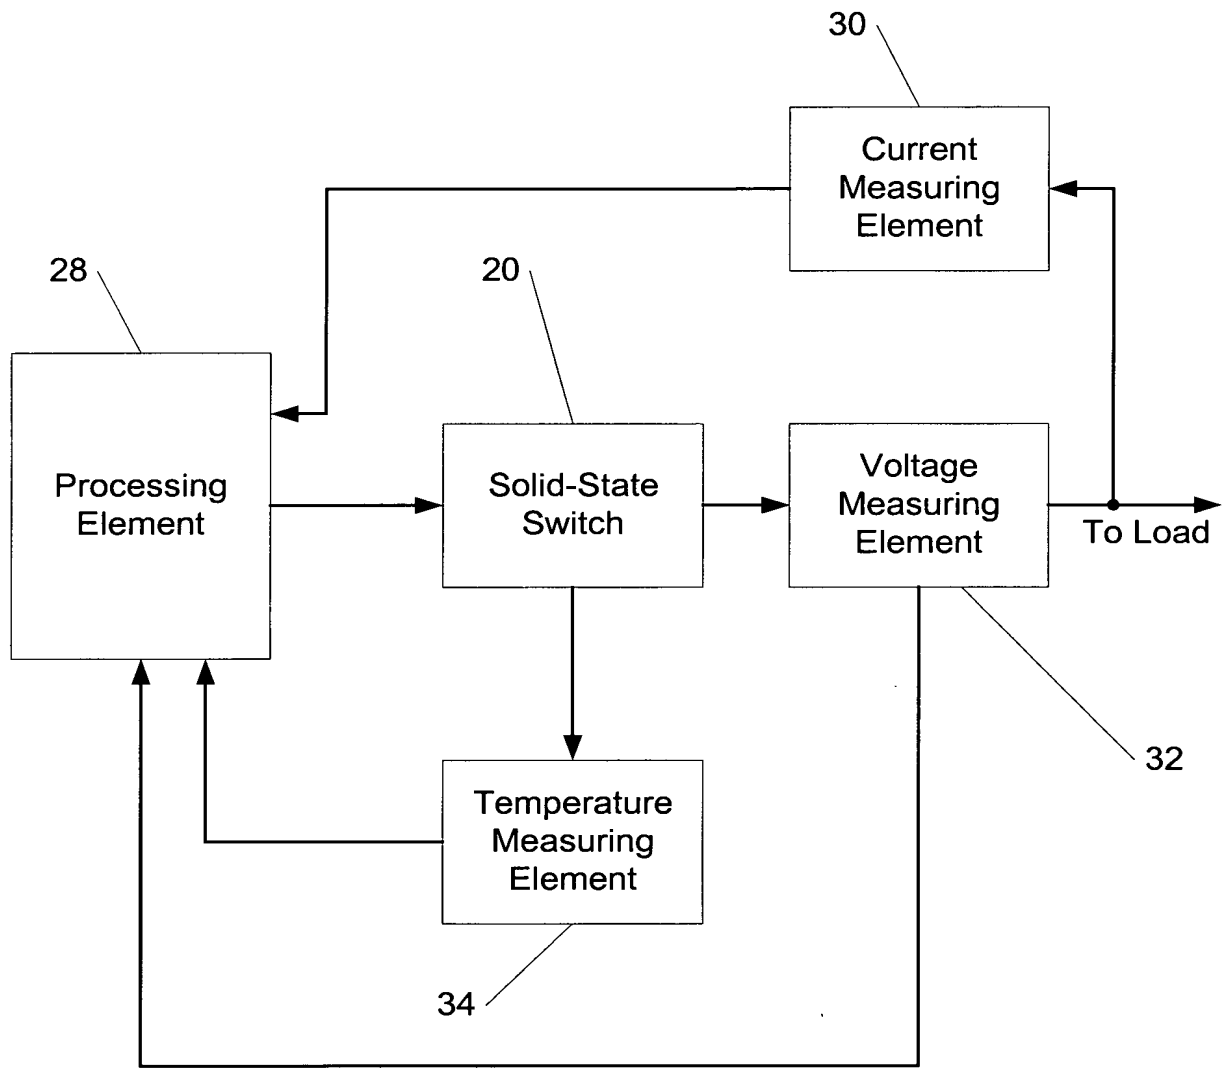 30
Current
Measuring
Element
28
20
Processing
Element
Solid-State
Switch
Voltage
Measuring
Element
To Load
32
Temperature
Measuring
Element
34